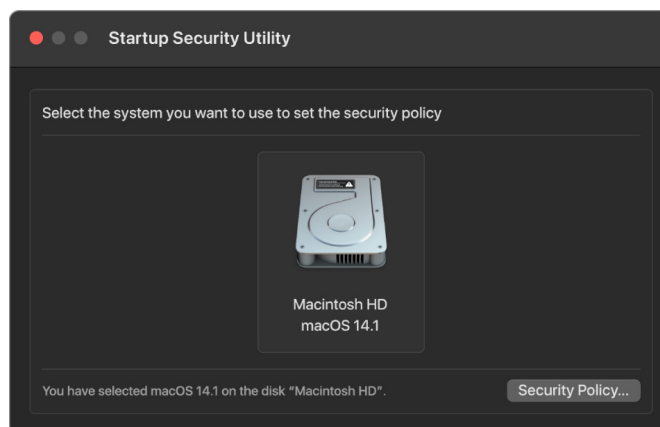 Startup Security Utility
Select the system you want to use to set the security policy
Macintosh HD
macOS 14.1
You have selected macOS 14.1 on the disk “Macintosh HD”.
Security Policy...